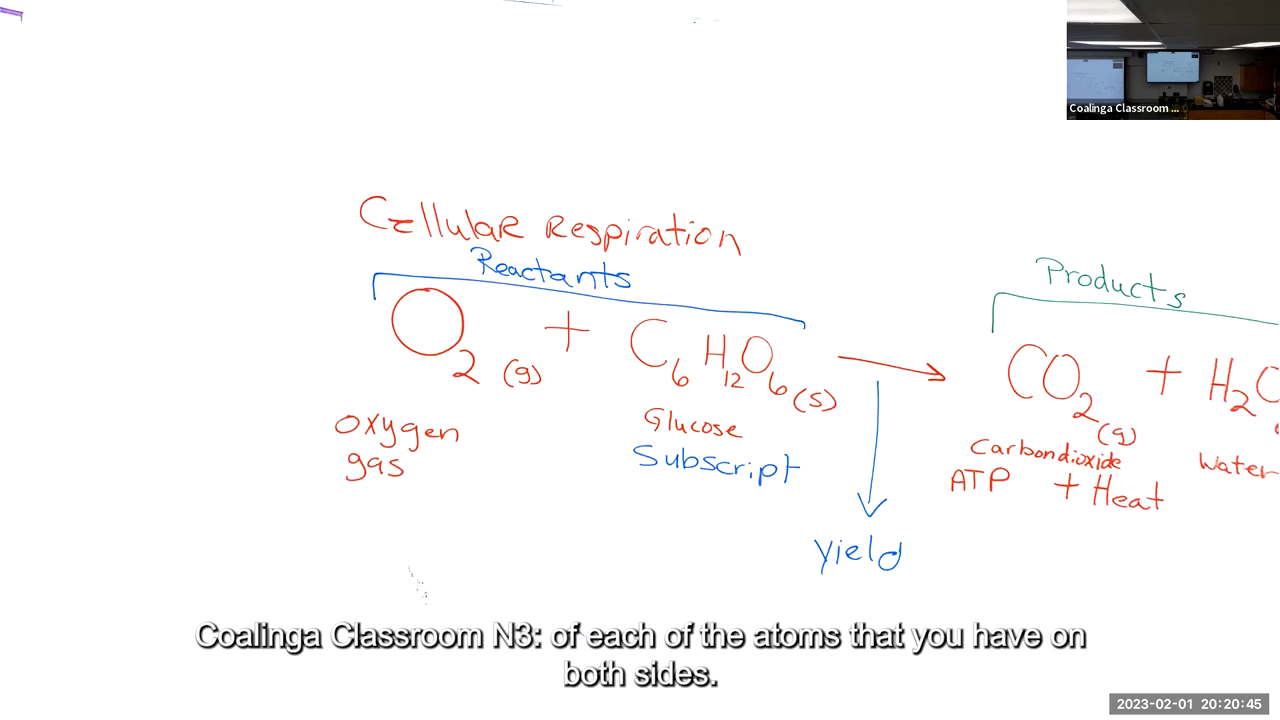 Coalinga Classroom ...
Cellular Respiration
Reactants
Products
O2 (g) + C6H12O6 (s) → CO2 (g) + H2
oxygen gas
Glucose
Carbondioxide
Water
Subscript
ATP + Heat
yield
Coalinga Classroom N3: of each of the atoms that you have on
both sides.
2023-02-01 20:20:45